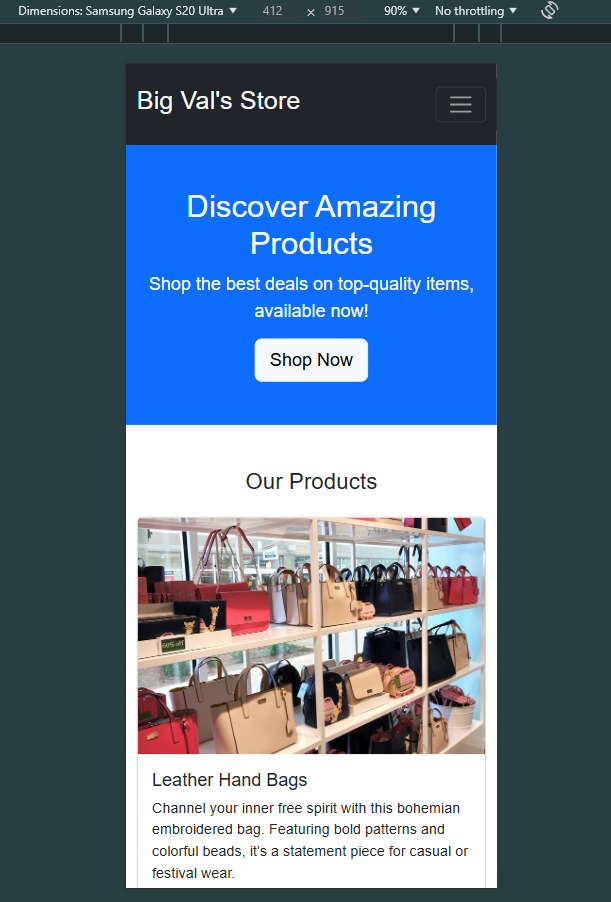 Dimensions: Samsung Galaxy S20 Ultra ▼ 412 × 915 90% ▼ No throttling ▼
Big Val's Store
Discover Amazing
Products
Shop the best deals on top-quality items,
available now!
Shop Now
Our Products
60% off
Leather Hand Bags
Channel your inner free spirit with this bohemian
embroidered bag. Featuring bold patterns and
colorful beads, it’s a statement piece for casual or
festival wear.